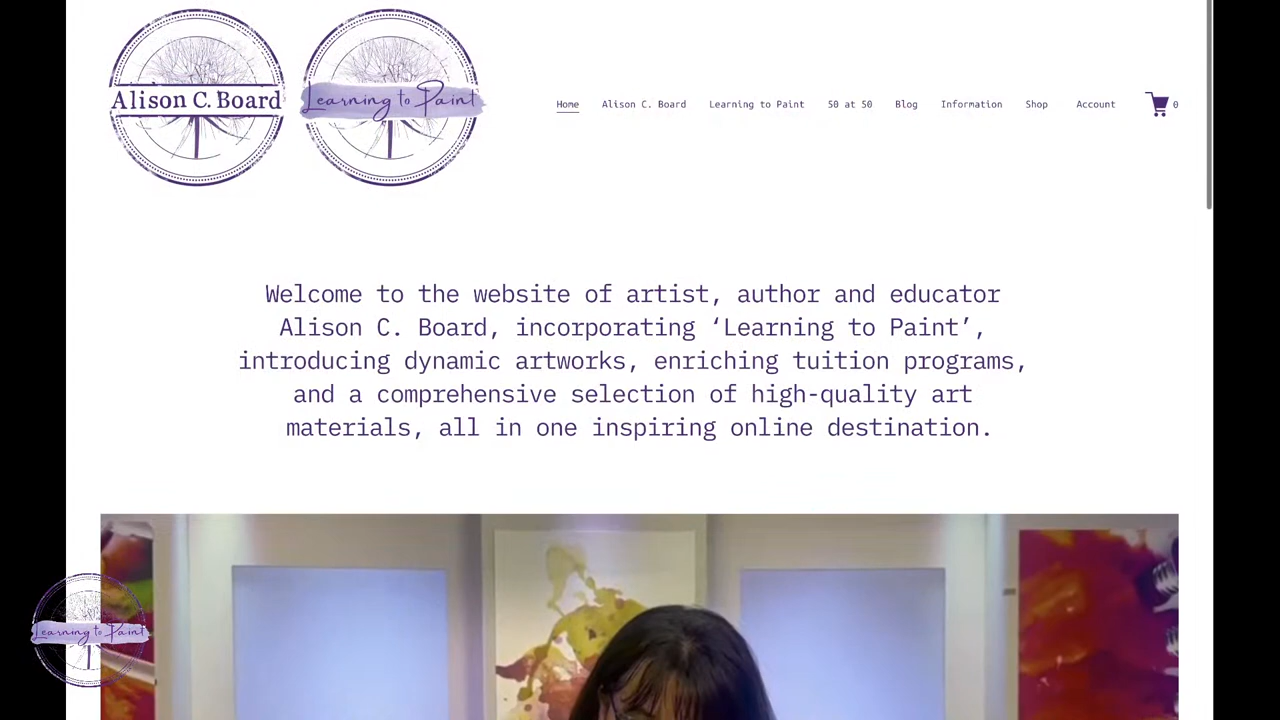 Alison C. Board
Learning to Paint
Home Alison C. Board Learning to Paint 50 at 50 Blog Information Shop Account 0
Welcome to the website of artist, author and educator
Alison C. Board, incorporating ‘Learning to Paint’,
introducing dynamic artworks, enriching tuition programs,
and a comprehensive selection of high-quality art
materials, all in one inspiring online destination.
Learning to Paint